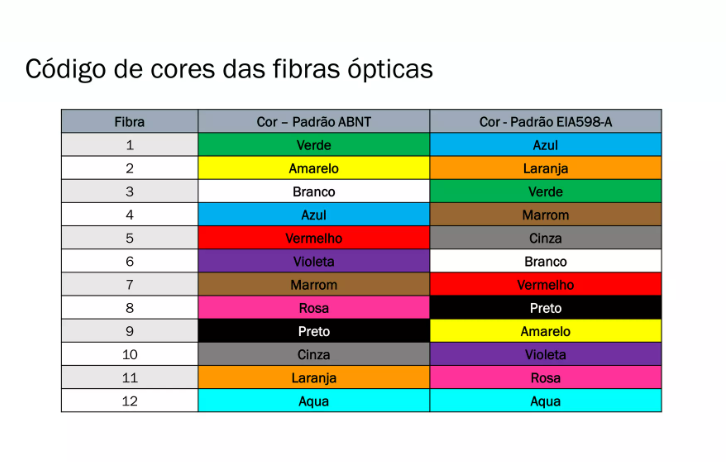 Código de cores das fibras ópticas
Fibra Cor – Padrão ABNT Cor - Padrão EIA598-A
1 Verde Azul
2 Amarelo Laranja
3 Branco Verde
4 Azul Marrom
5 Vermelho Cinza
6 Violeta Branco
7 Marrom Vermelho
8 Rosa Preto
9 Preto Amarelo
10 Cinza Violeta
11 Laranja Rosa
12 Aqua Aqua